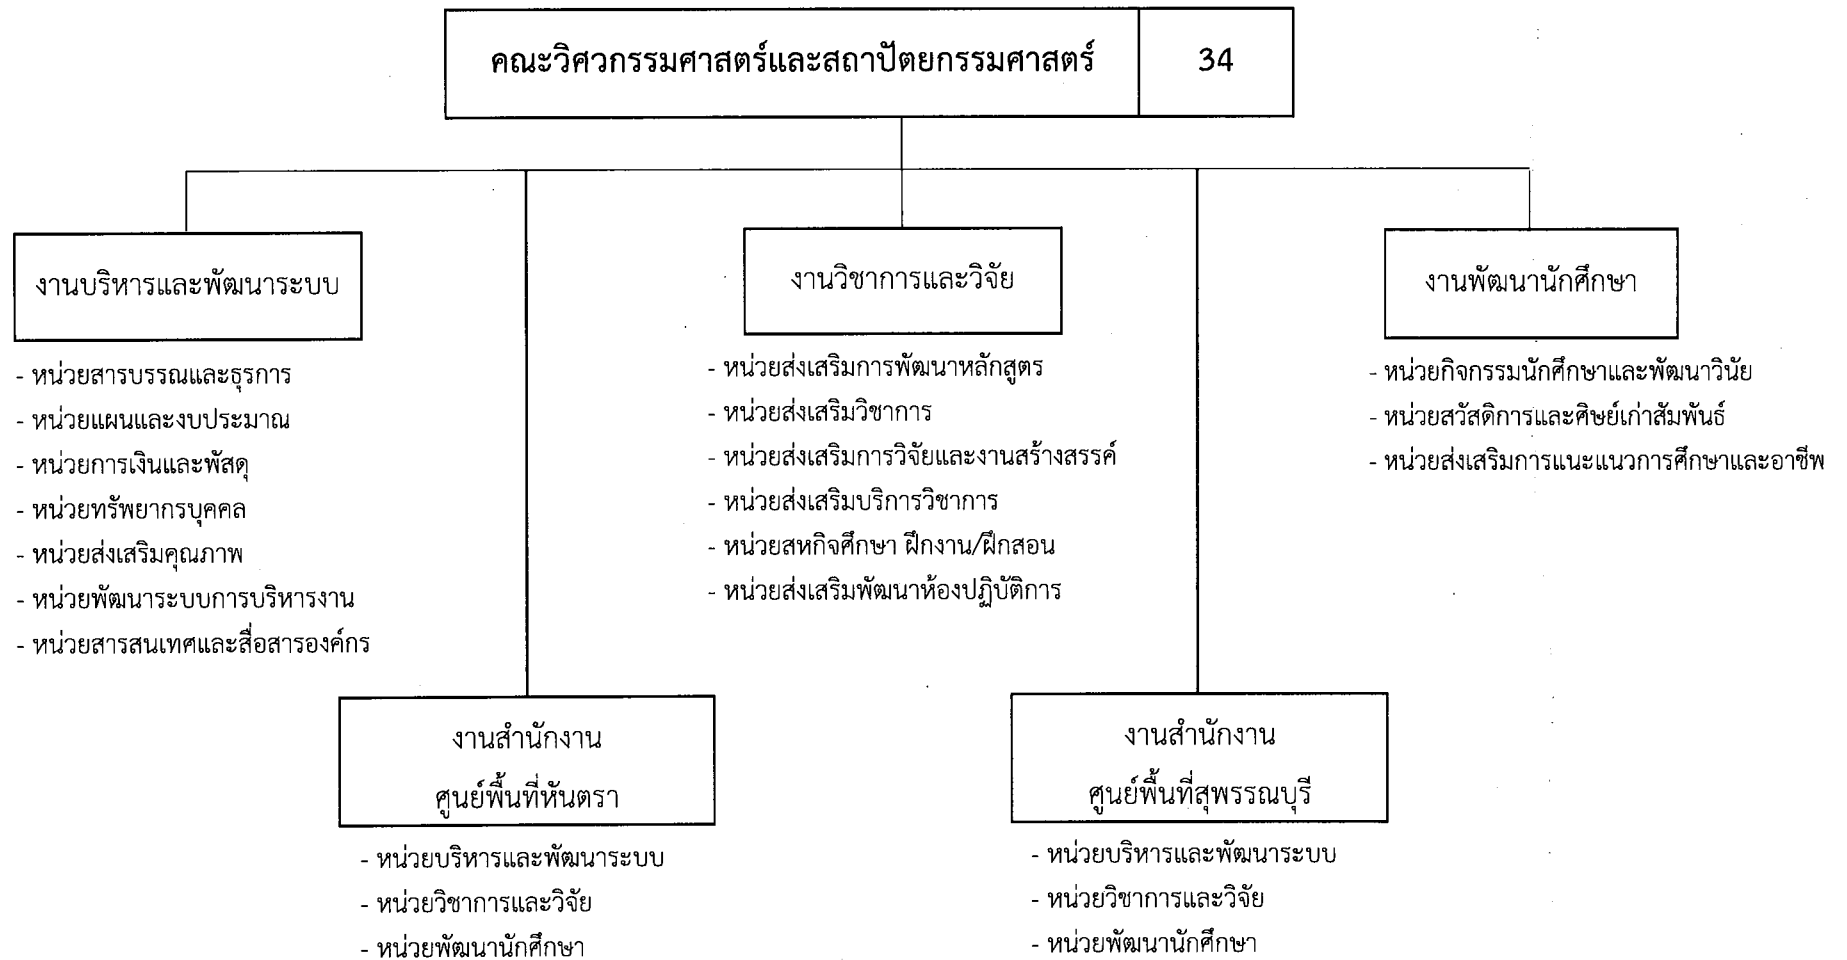 คณะวิศวกรรมศาสตร์และสถาปัตยกรรมศาสตร์ 34
งานบริหารและพัฒนาระบบ
- หน่วยสารบรรณและธุรการ
- หน่วยแผนและงบประมาณ
- หน่วยการเงินและพัสดุ
- หน่วยทรัพยากรบุคคล
- หน่วยส่งเสริมคุณภาพ
- หน่วยพัฒนาระบบการบริหารงาน
- หน่วยสารสนเทศและสื่อสารองค์กร
งานวิชาการและวิจัย
- หน่วยส่งเสริมการพัฒนาหลักสูตร
- หน่วยส่งเสริมวิชาการ
- หน่วยส่งเสริมการวิจัยและงานสร้างสรรค์
- หน่วยส่งเสริมบริการวิชาการ
- หน่วยสหกิจศึกษา ฝึกงาน/ฝึกสอน
- หน่วยส่งเสริมพัฒนาห้องปฏิบัติการ
งานพัฒนานักศึกษา
- หน่วยกิจกรรมนักศึกษาและพัฒนาวินัย
- หน่วยสวัสดิการและศิษย์เก่าสัมพันธ์
- หน่วยส่งเสริมการแนะแนวการศึกษาและอาชีพ
งานสำนักงาน
ศูนย์พื้นที่หันตรา
- หน่วยบริหารและพัฒนาระบบ
- หน่วยวิชาการและวิจัย
- หน่วยพัฒนานักศึกษา
งานสำนักงาน
ศูนย์พื้นที่สุพรรณบุรี
- หน่วยบริหารและพัฒนาระบบ
- หน่วยวิชาการและวิจัย
- หน่วยพัฒนานักศึกษา